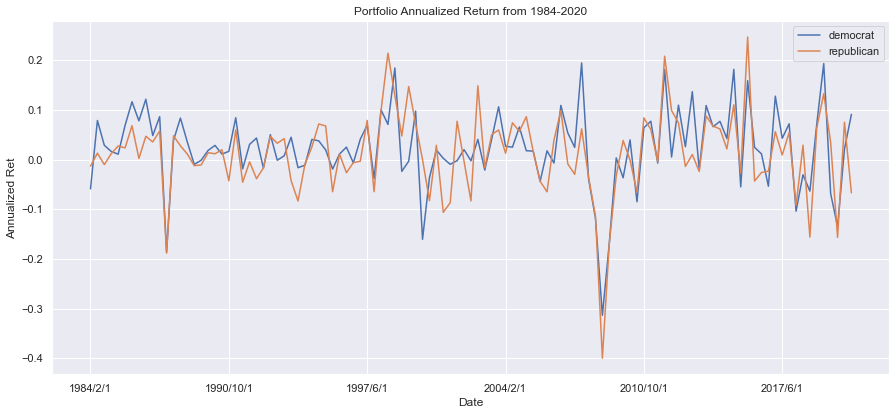 Portfolio Annualized Return from 1984-2020
democrat
republican
Annualized Ret
0.2
0.1
0.0
−0.1
−0.2
−0.3
−0.4
1984/2/1
1990/10/1
1997/6/1
2004/2/1
2010/10/1
2017/6/1
Date